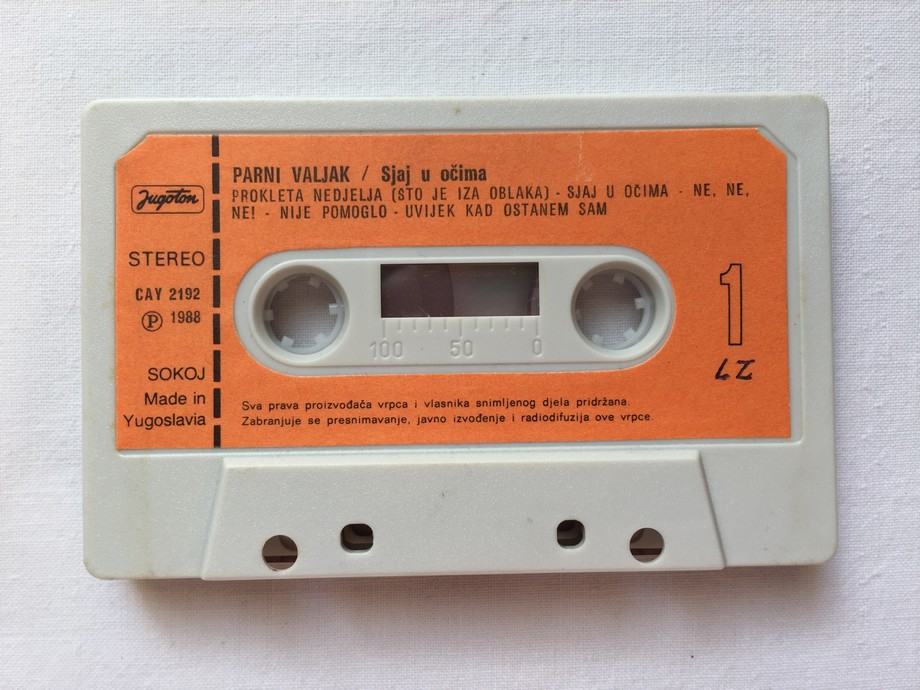 PARNI VALJAK / Sjaj u očima
PROKLETA NEDJELJA (ŠTO JE IZA OBLAKA) - SJAJ U OČIMA - NE, NE,
NE! - NIJE POMOGLO - UVIJEK KAD OSTANEM SAM
Jugoton
STEREO
CAY 2192
Ⓟ 1988
SOKOJ
Made in
Yugoslavia
100 50 0
1
27
Sva prava proizvođača vrpca i vlasnika snimljenog djela pridržana.
Zabranjuje se presnimavanje, javno izvođenje i radiodifuzija ove vrpce.